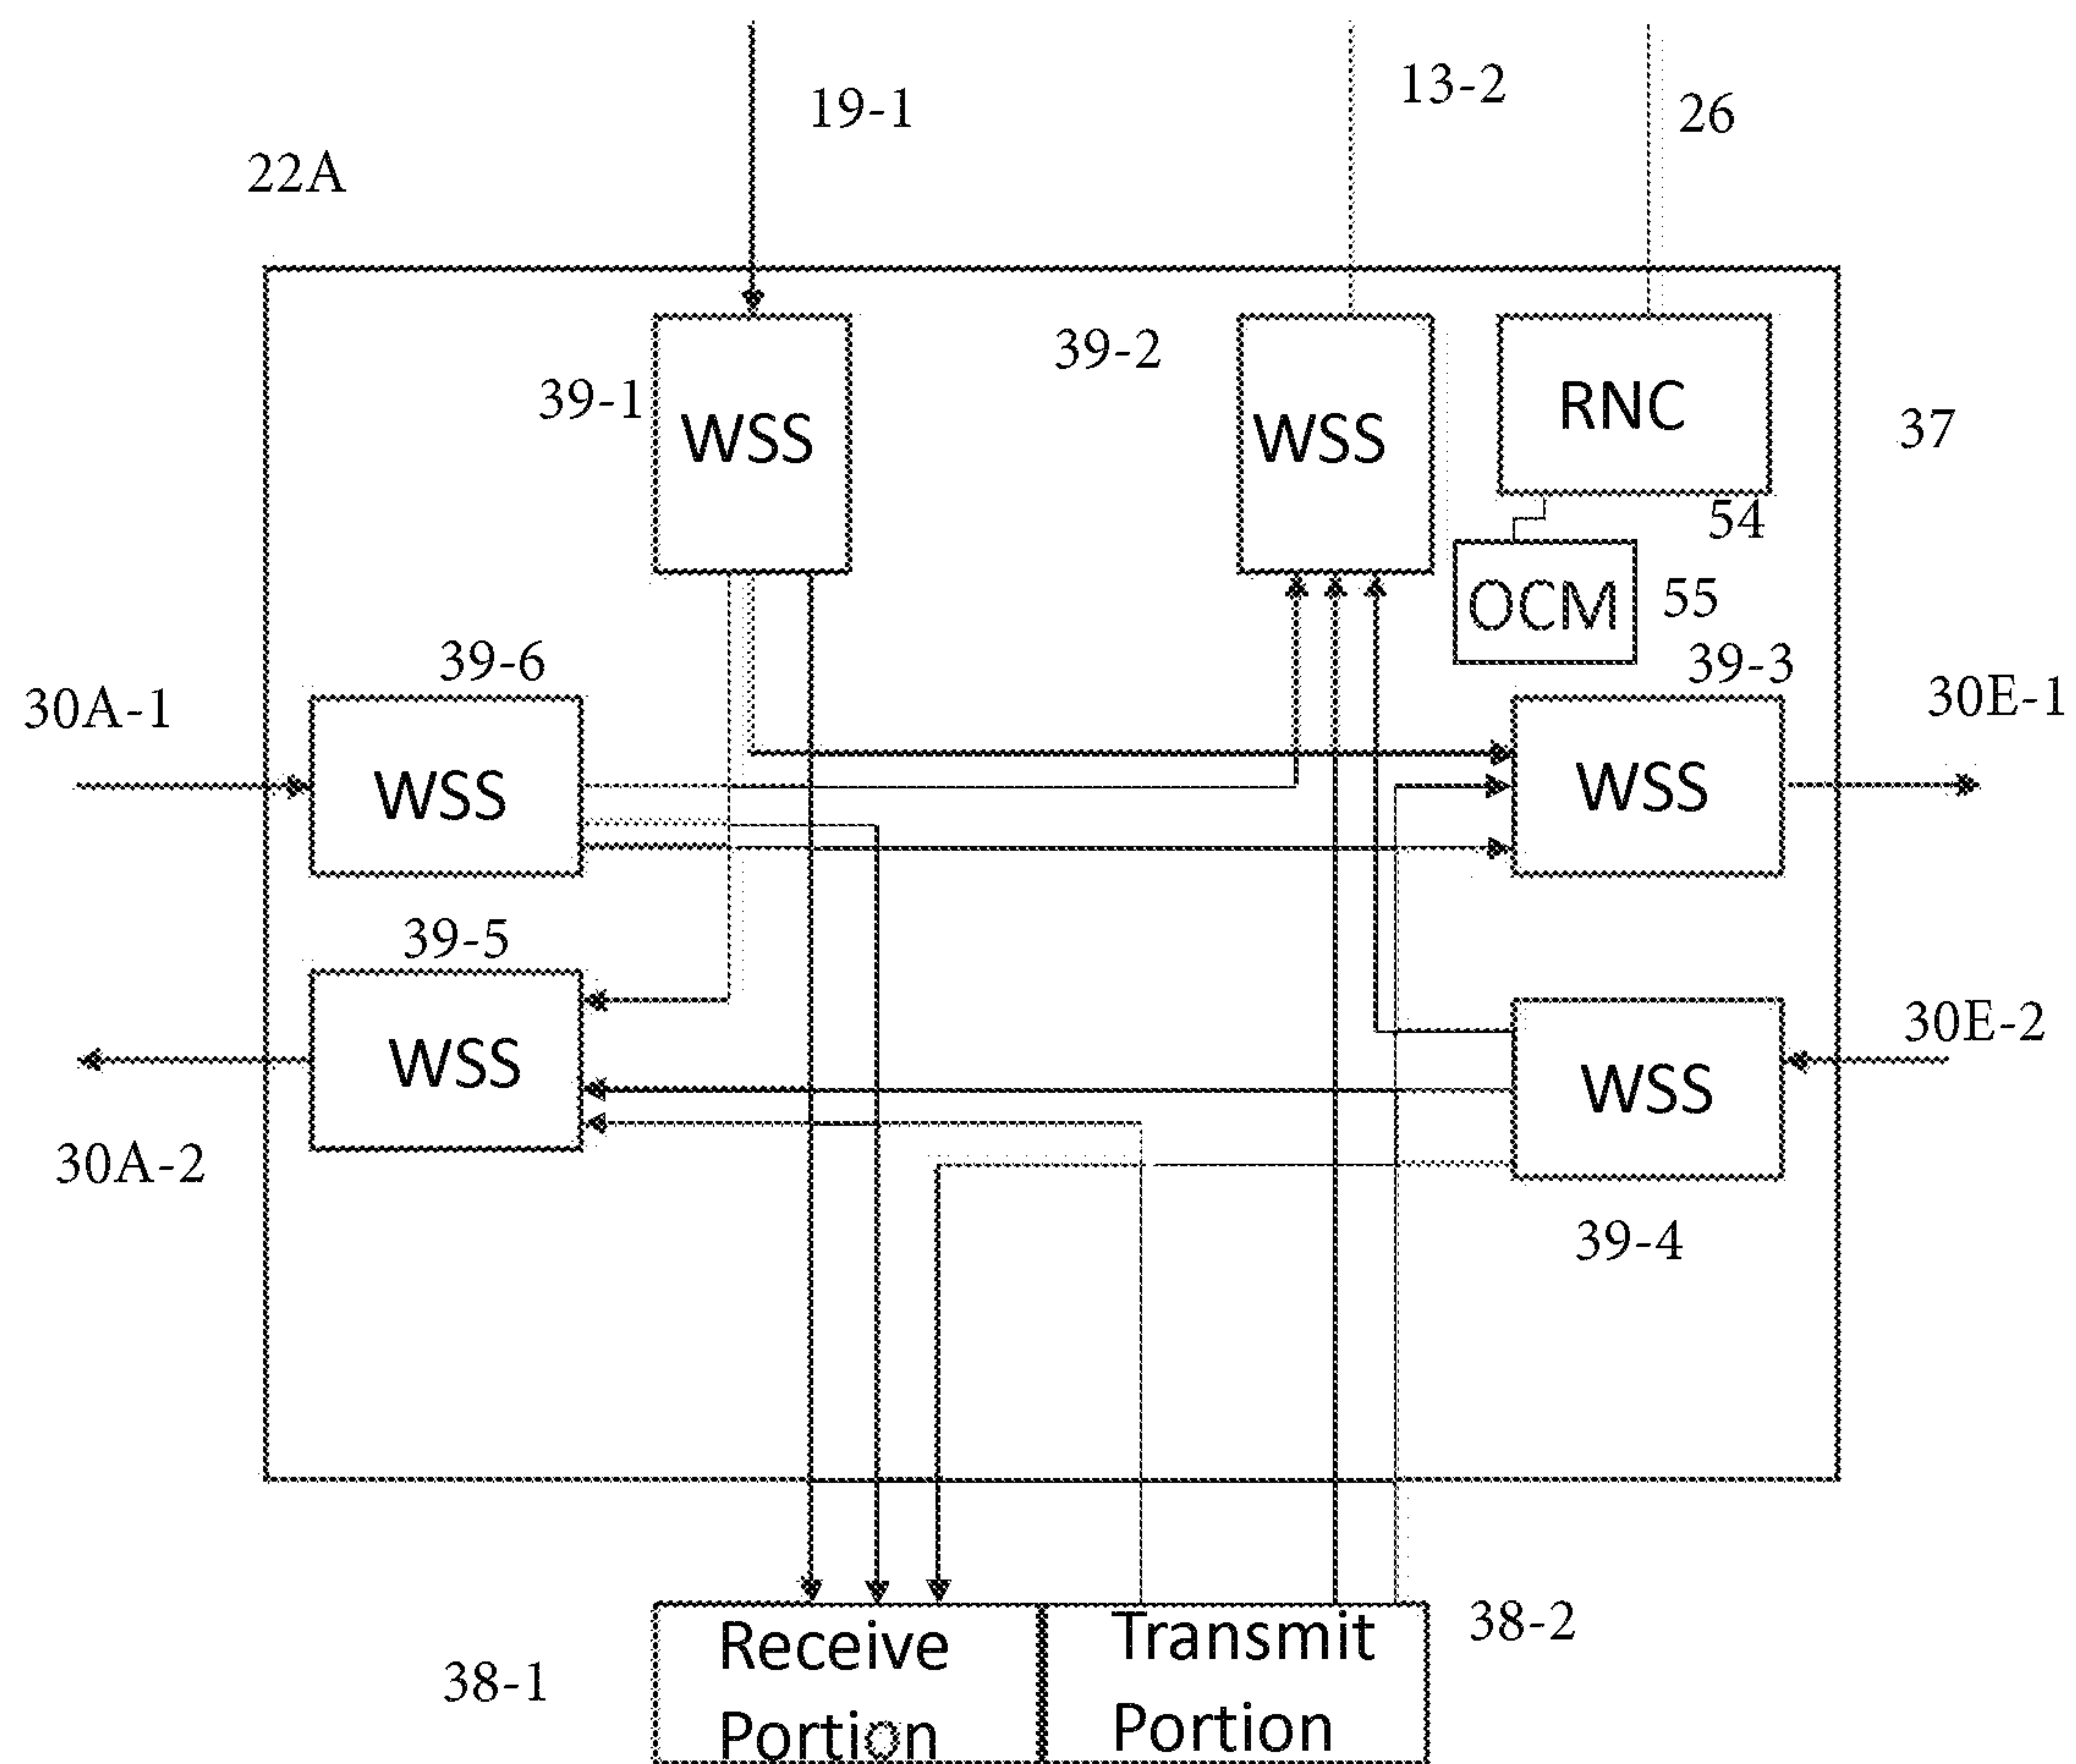 19-1
13-2
26
22A
39-1
WSS
39-2
WSS
RNC
37
54
OCM
55
39-6
39-3
30A-1
WSS
WSS
30E-1
39-5
WSS
30E-2
WSS
30A-2
39-4
38-2
38-1
Receive
Portion
Transmit
Portion